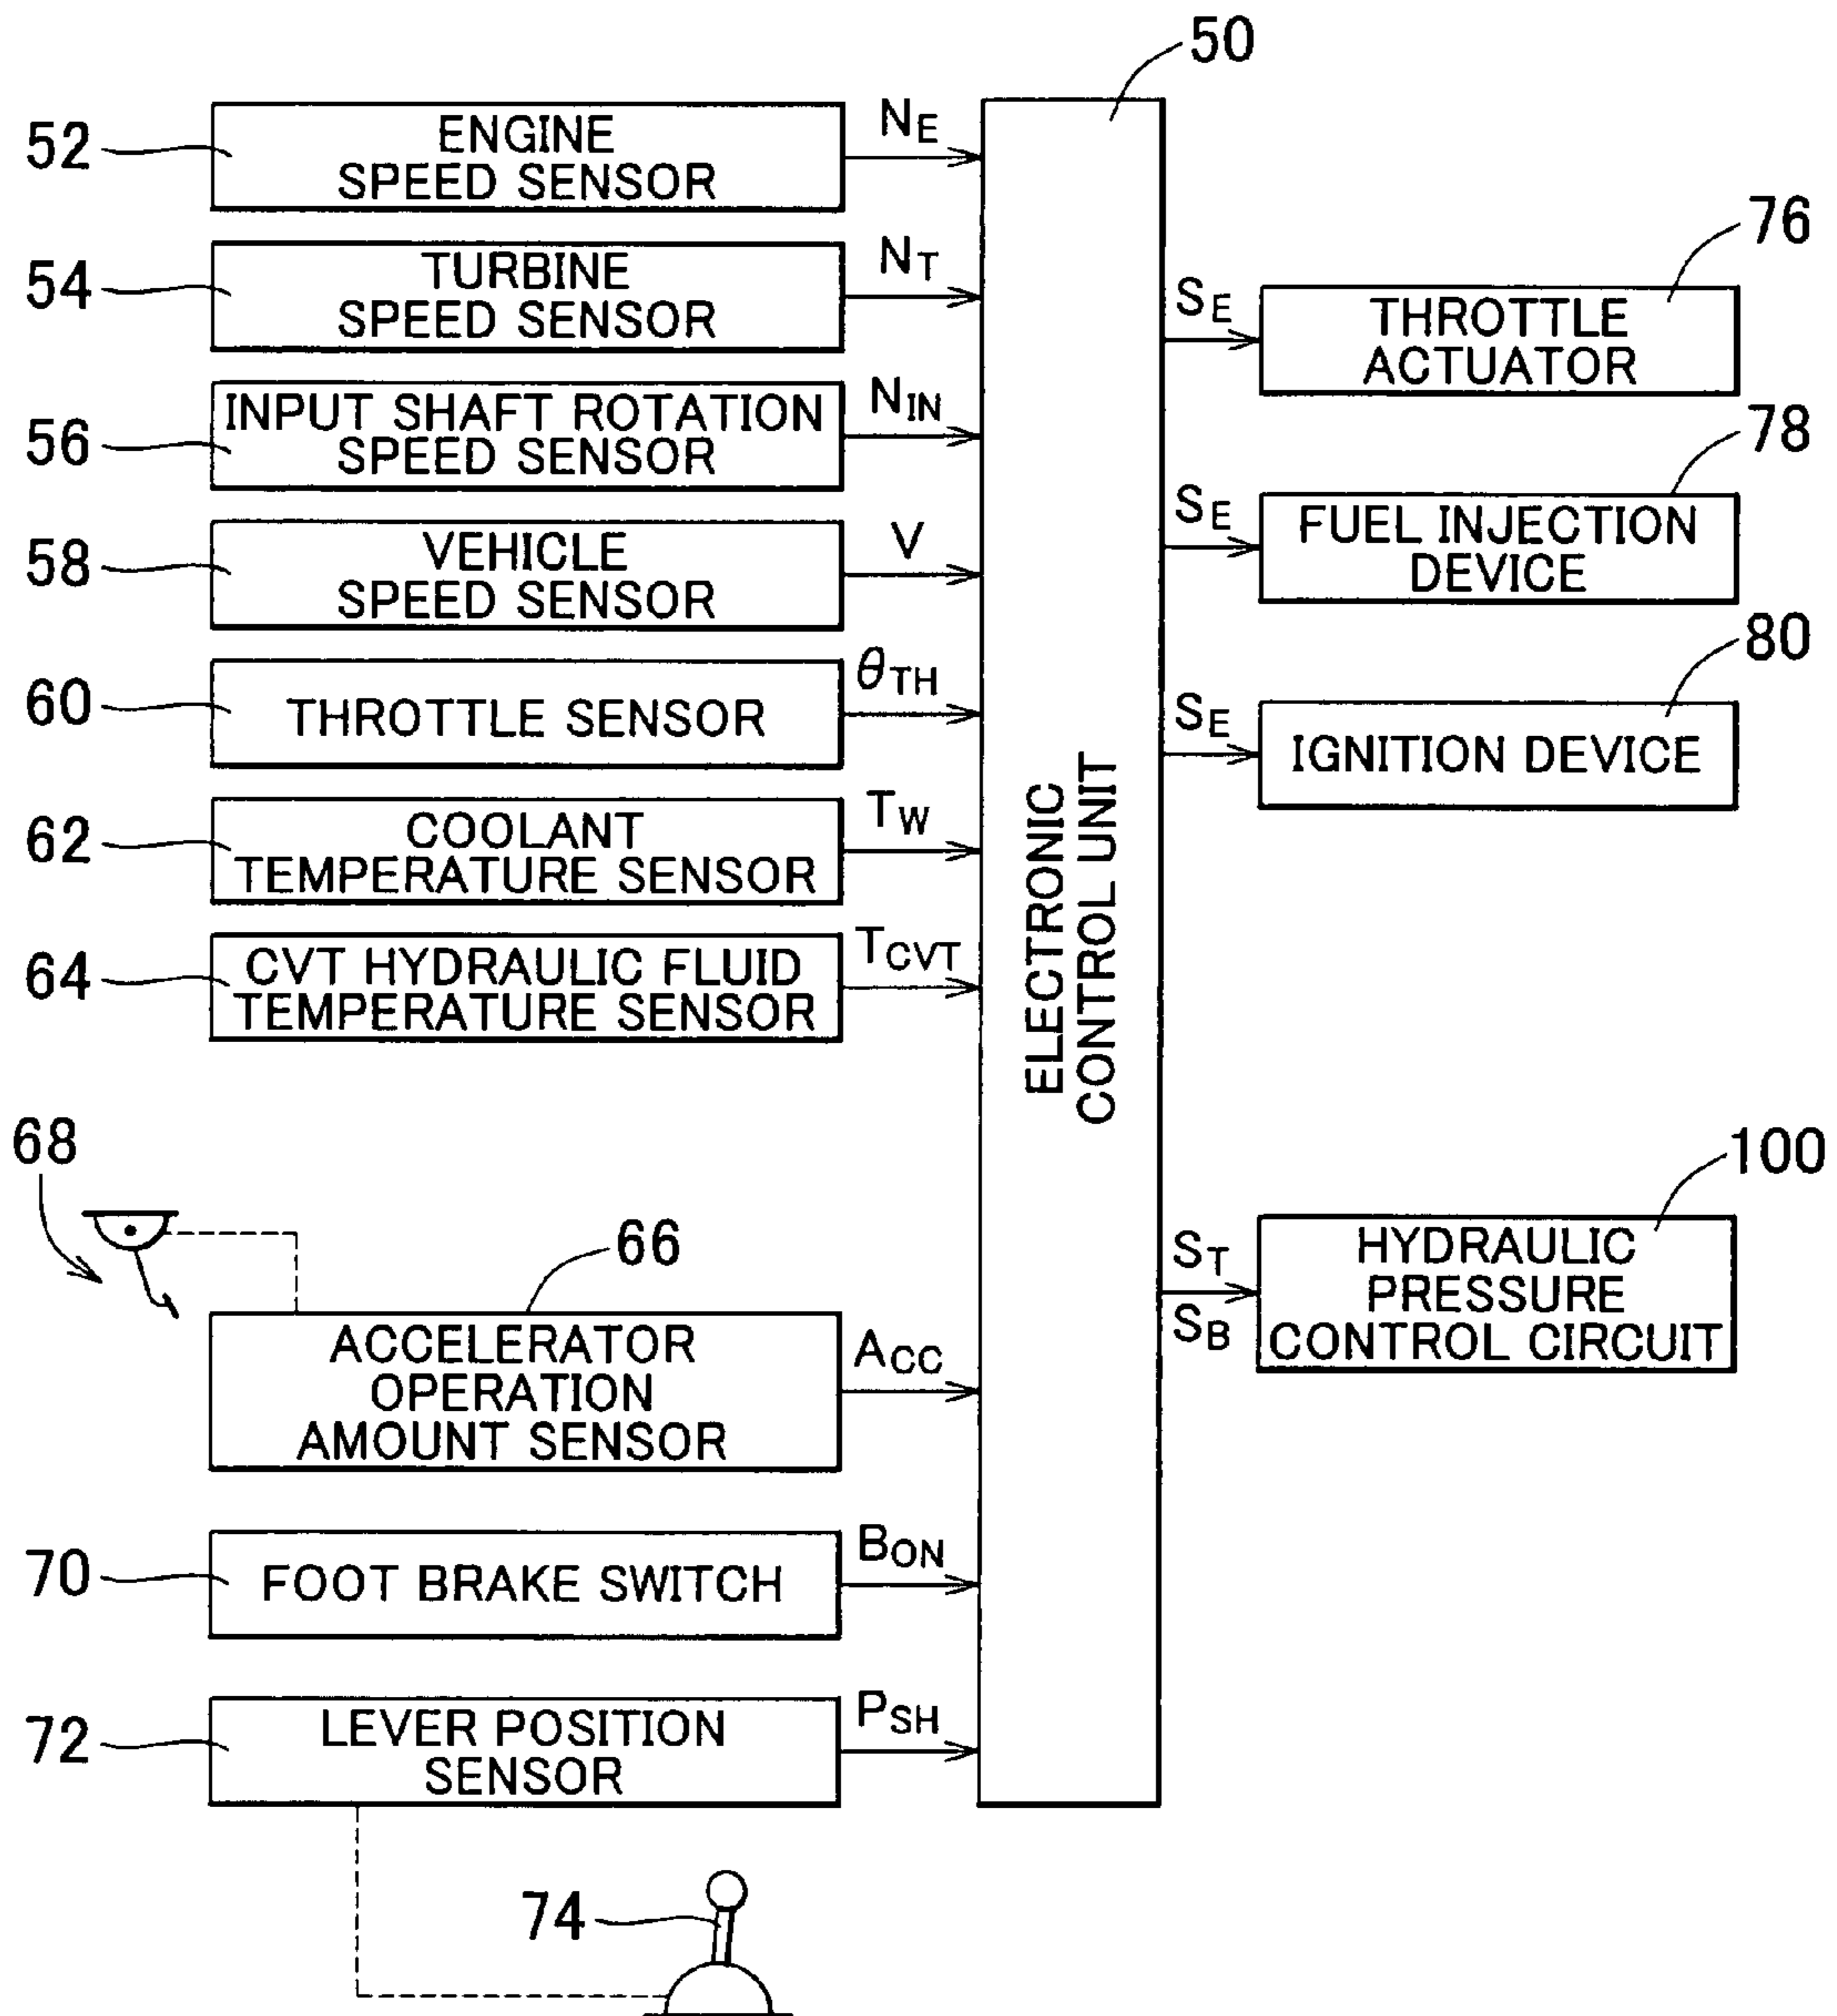 50
52
ENGINE
SPEED SENSOR
NE
54
TURBINE
SPEED SENSOR
NT
56
INPUT SHAFT ROTATION
SPEED SENSOR
NIN
58
VEHICLE
SPEED SENSOR
V
60
THROTTLE SENSOR
θTH
62
COOLANT
TEMPERATURE SENSOR
TW
64
CVT HYDRAULIC FLUID
TEMPERATURE SENSOR
TCVT
68
66
ACCELERATOR
OPERATION
AMOUNT SENSOR
ACC
70
FOOT BRAKE SWITCH
BON
72
LEVER POSITION
SENSOR
PSH
74
ELECTRONIC
CONTROL UNIT
SE
76
THROTTLE
ACTUATOR
SE
78
FUEL INJECTION
DEVICE
SE
80
IGNITION DEVICE
ST
SB
100
HYDRAULIC
PRESSURE
CONTROL CIRCUIT